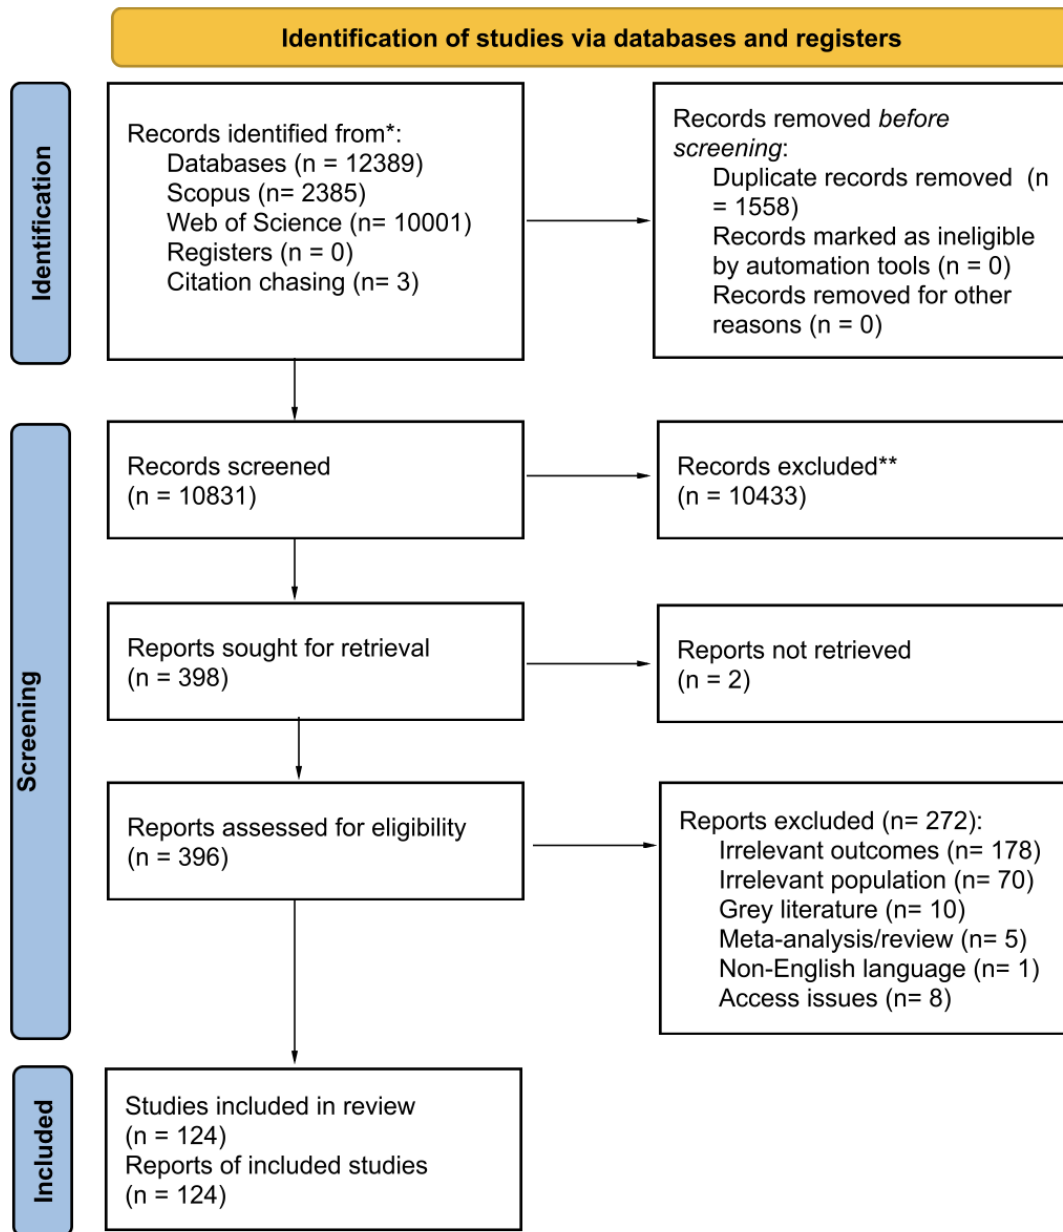 Identification of studies via databases and registers
Identification
Records identified from*:
Databases (n = 12389)
Scopus (n= 2385)
Web of Science (n= 10001)
Registers (n = 0)
Citation chasing (n= 3)
Records removed before
screening:
Duplicate records removed (n
= 1558)
Records marked as ineligible
by automation tools (n = 0)
Records removed for other
reasons (n = 0)
Screening
Records screened
(n = 10831)
Records excluded**
(n = 10433)
Reports sought for retrieval
(n = 398)
Reports not retrieved
(n = 2)
Reports assessed for eligibility
(n = 396)
Reports excluded (n= 272):
Irrelevant outcomes (n= 178)
Irrelevant population (n= 70)
Grey literature (n= 10)
Meta-analysis/review (n= 5)
Non-English language (n= 1)
Access issues (n= 8)
Included
Studies included in review
(n = 124)
Reports of included studies
(n = 124)